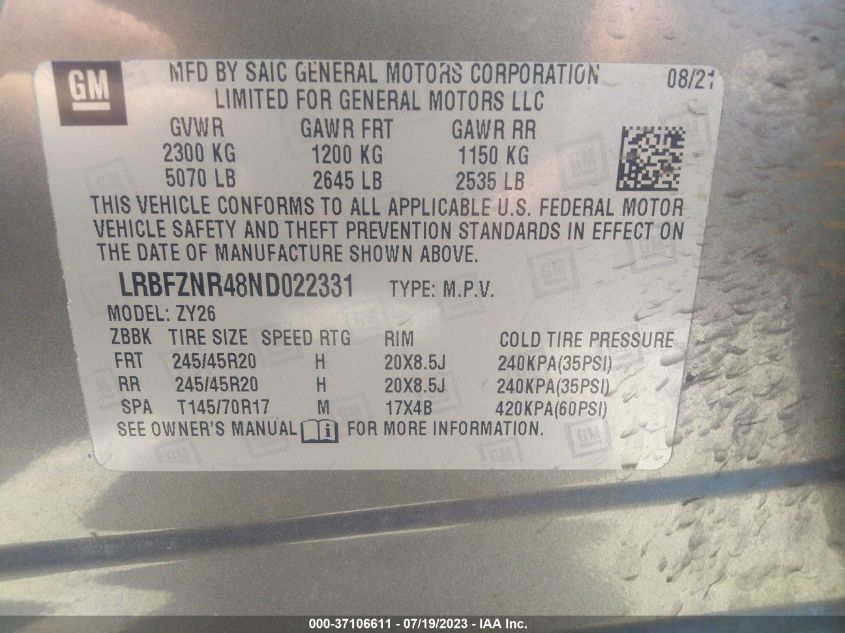 GM
MFD BY SAIC GENERAL MOTORS CORPORATION 08/21
LIMITED FOR GENERAL MOTORS LLC
GVWR GAWR FRT GAWR RR
2300 KG 1200 KG 1150 KG
5070 LB 2645 LB 2535 LB
THIS VEHICLE CONFORMS TO ALL APPLICABLE U.S. FEDERAL MOTOR
VEHICLE SAFETY AND THEFT PREVENTION STANDARDS IN EFFECT ON
THE DATE OF MANUFACTURE SHOWN ABOVE.
LRBFZNR48ND022331 TYPE: M.P.V.
MODEL: ZY26
ZBBK TIRE SIZE SPEED RTG RIM COLD TIRE PRESSURE
FRT 245/45R20 H 20X8.5J 240KPA(35PSI)
RR 245/45R20 H 20X8.5J 240KPA(35PSI)
SPA T145/70R17 M 17X4B 420KPA(60PSI)
SEE OWNER'S MANUAL i FOR MORE INFORMATION.
000-37106611 - 07/19/2023 - IAA Inc.